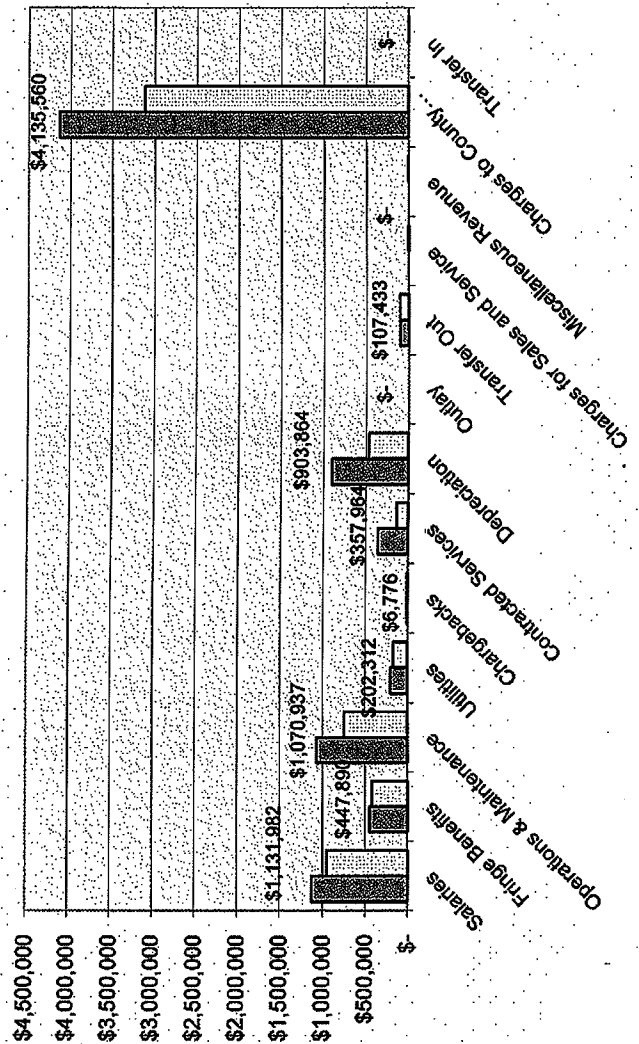 $4,500,000
$4,000,000
$3,500,000
$3,000,000
$2,500,000
$2,000,000
$1,500,000
$1,000,000
$500,000
$-
$1,131,982
$447,890
$1,070,937
$202,312
$6,776
$357,964
$903,864
$-
$107,433
$-
$4,135,560
$-
Salaries
Fringe Benefits
Operations & Maintenance
Utilities
Chargebacks
Contracted Services
Depreciation
Outlay
Transfer Out
Charges for Sales and Service
Miscellaneous Revenue
Charges to County...
Transfer In